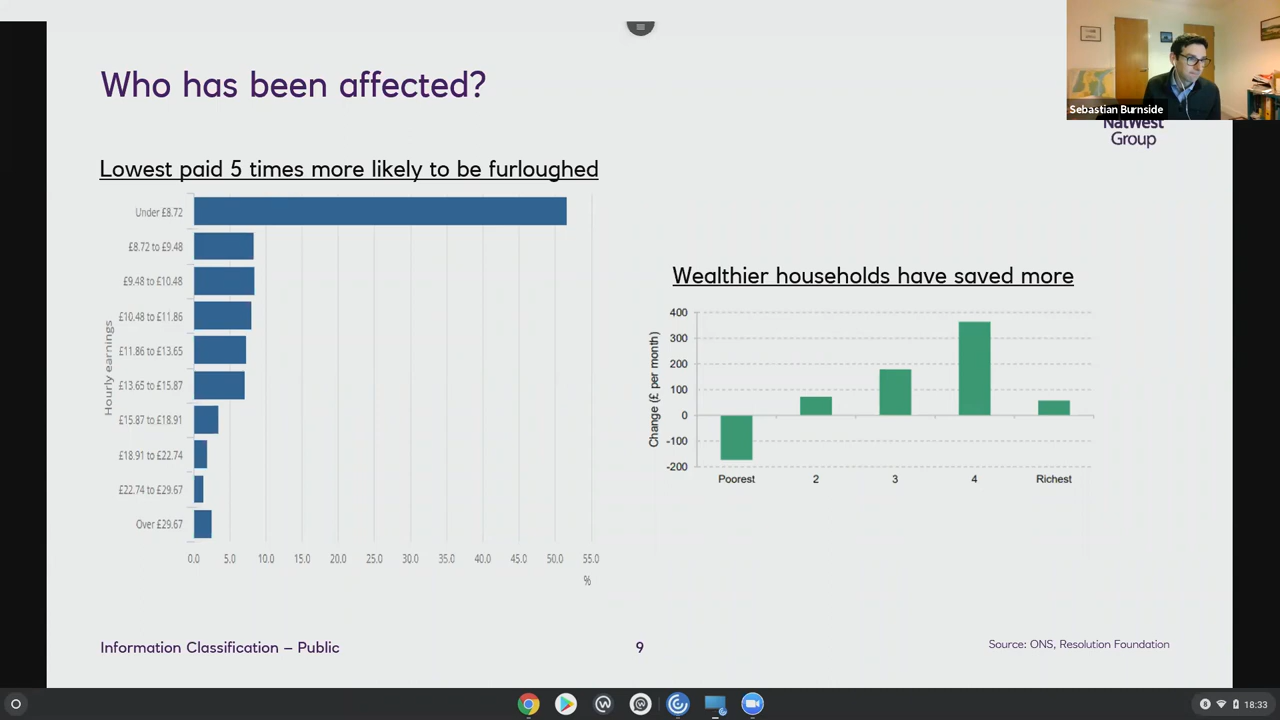 Who has been affected?
Sebastian Burnside
NatWest
Group
Lowest paid 5 times more likely to be furloughed
Hourly earnings
Under £8.72
£8.72 to £9.48
£9.48 to £10.48
£10.48 to £11.86
£11.86 to £13.65
£13.65 to £15.87
£15.87 to £18.91
£18.91 to £22.74
£22.74 to £29.67
Over £29.67
0.0 5.0 10.0 15.0 20.0 25.0 30.0 35.0 40.0 45.0 50.0 55.0
%
Wealthier households have saved more
Change (£ per month)
400
300
200
100
0
-100
-200
Poorest 2 3 4 Richest
Information Classification – Public
9
Source: ONS, Resolution Foundation
18:33